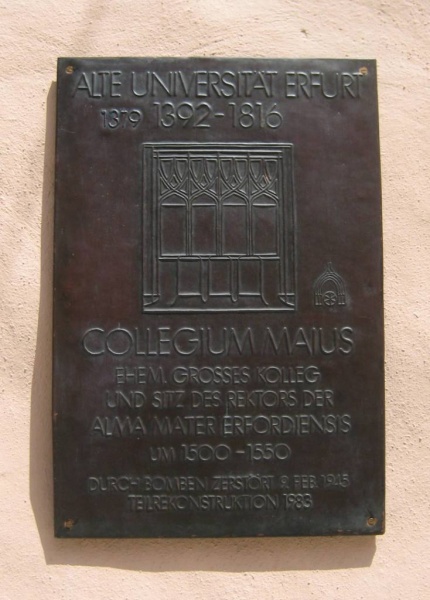 ALTE UNIVERSITÄT ERFURT
1379 1392-1816
COLLEGIUM MAIUS
EHEM. GROSSES KOLLEG
UND SITZ DES REKTORS DER
ALMA MATER ERFORDIENSIS
UM 1500-1550
DURCH BOMBEN ZERSTÖRT 9. FEB. 1945
TEILREKONSTRUKTION 1983